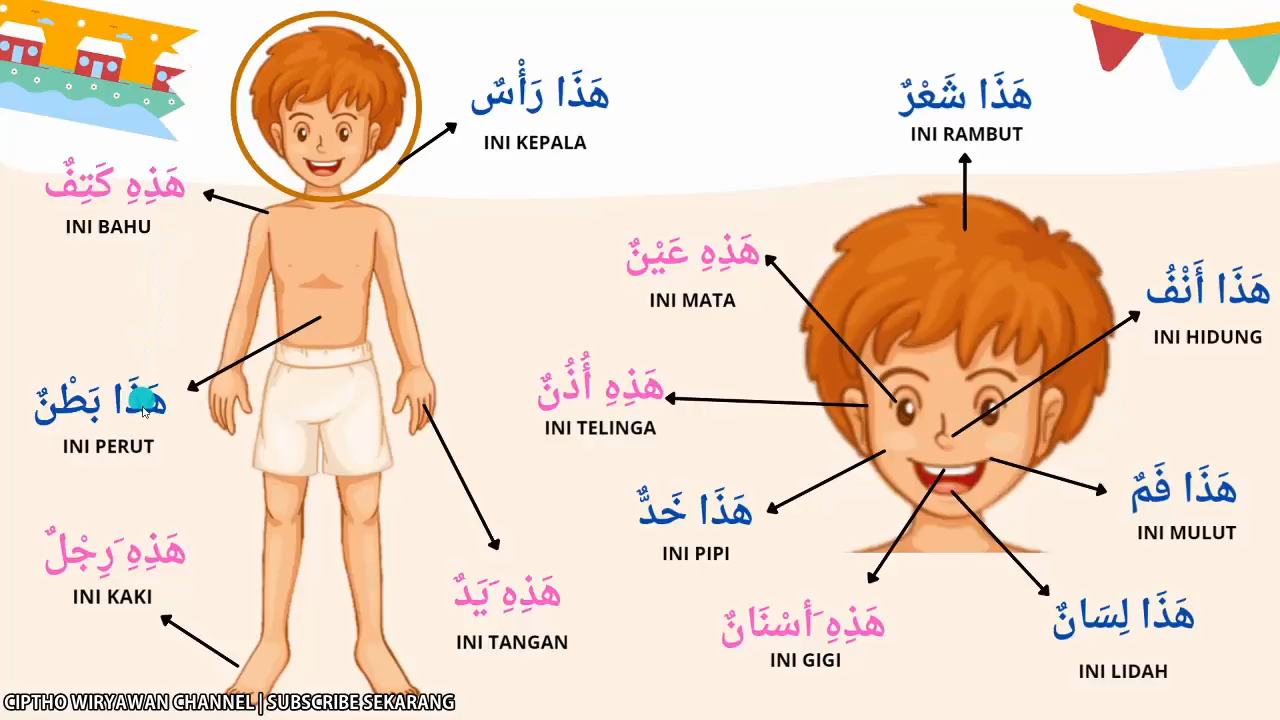 هَذَا رَأْسٌ
INI KEPALA
هَذِهِ كَتِفٌ
INI BAHU
هَذَا بَطْنٌ
INI PERUT
هَذِهِ َرِجْلٌ
INI KAKI
هَذِهِ َيَدٌ
INI TANGAN
هَذَا شَعْرٌ
INI RAMBUT
هَذِهِ عَيْنٌ
INI MATA
هَذَا أَنْفُ
INI HIDUNG
هَذِهِ أُذُنٌ
INI TELINGA
هَذَا خَدٌّ
INI PIPI
هَذَا فَمٌ
INI MULUT
هَذِهِ َأسْنَانٌ
INI GIGI
هَذَا لِسَانٌ
INI LIDAH
CIPTHO WIRYAWAN CHANNEL | SUBSCRIBE SEKARANG